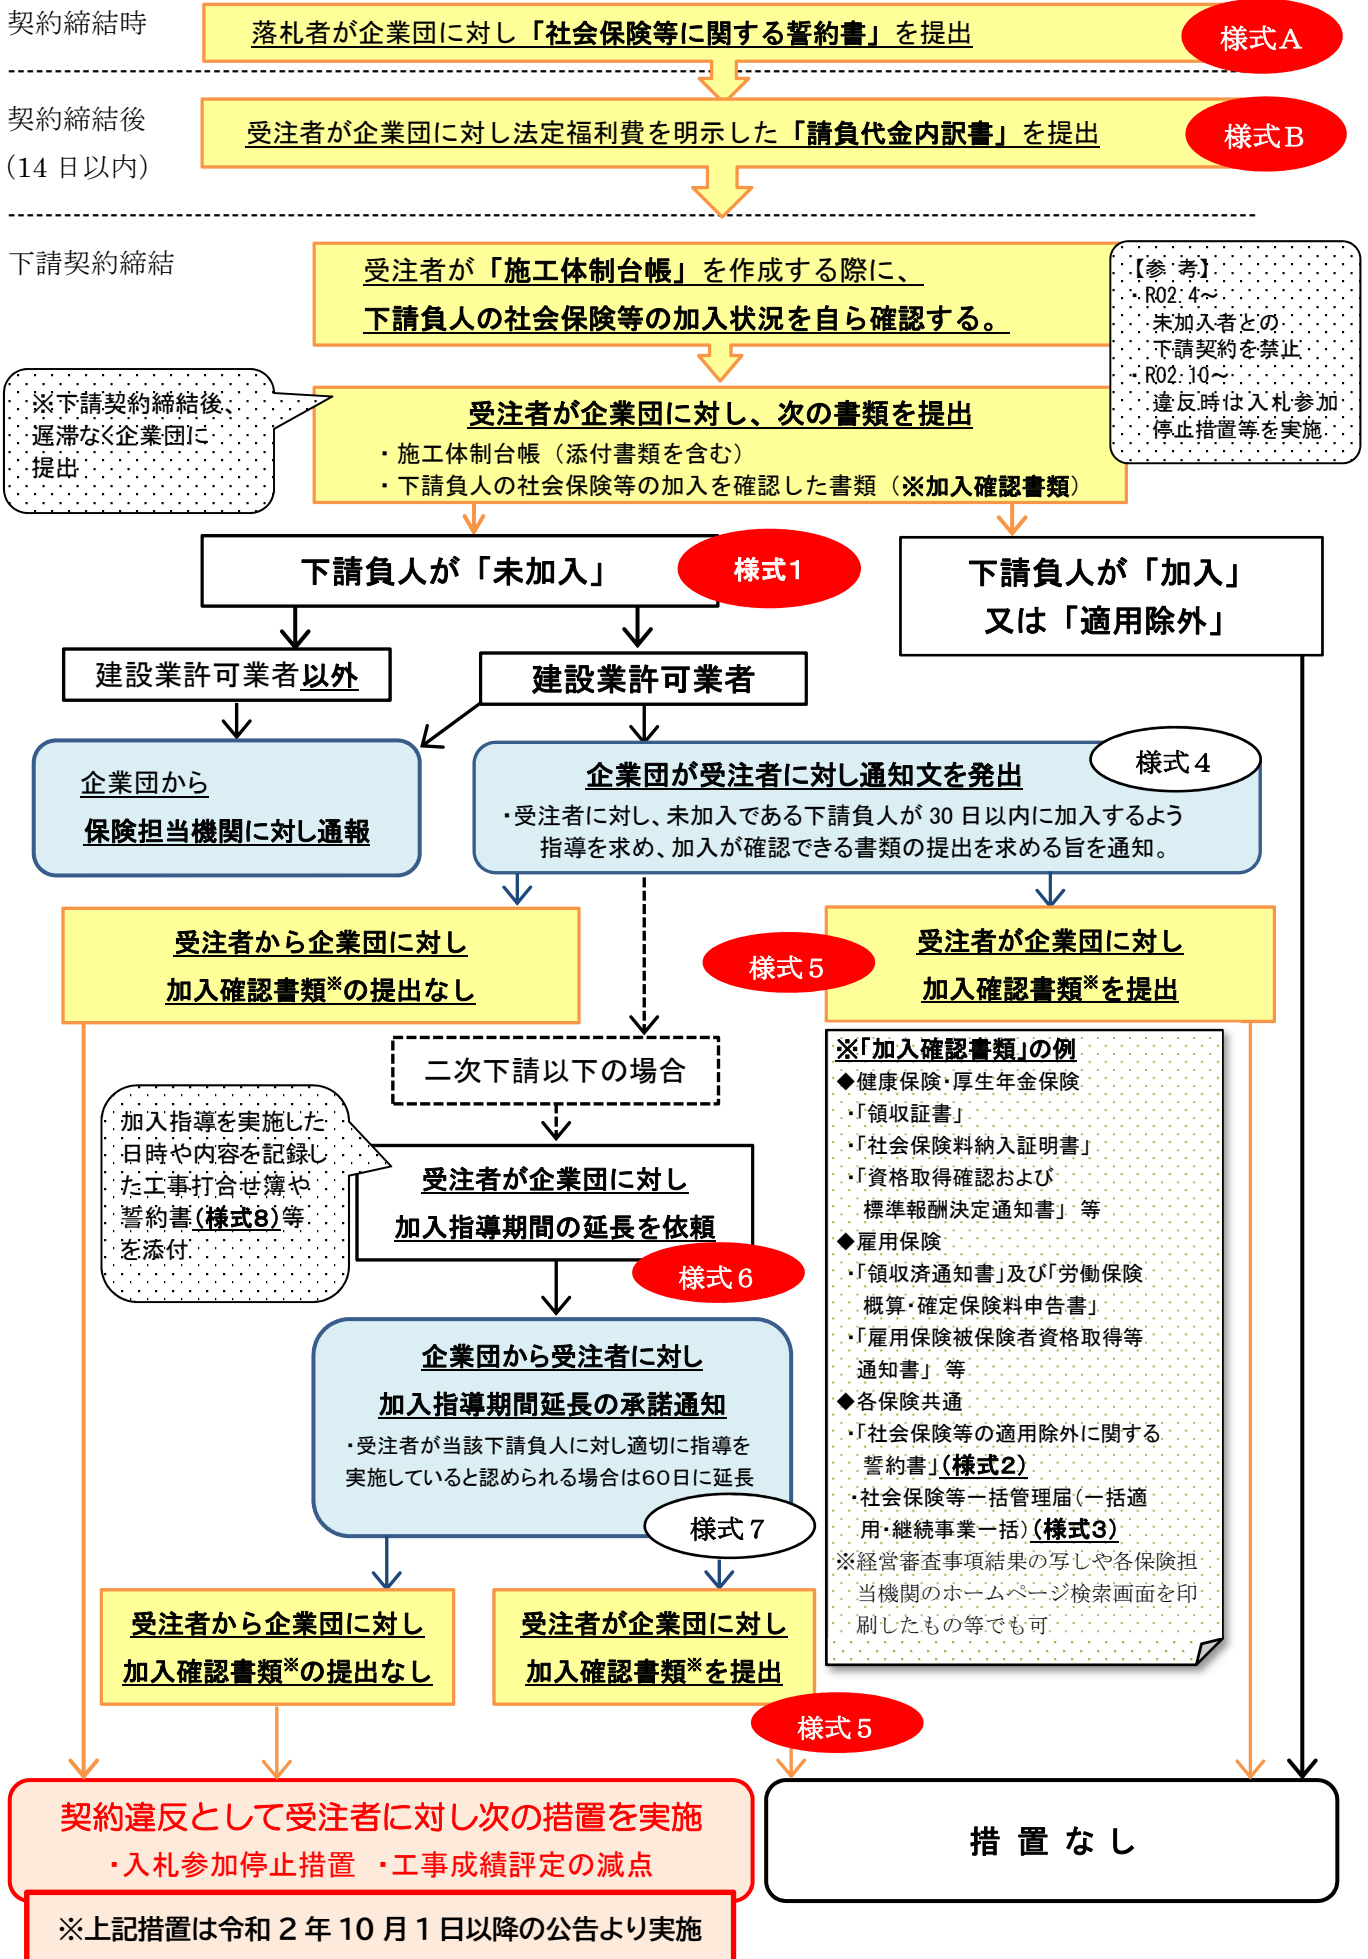 契約締結時
落札者が企業団に対し「社会保険等に関する誓約書」を提出
様式A
契約締結後
(14日以内)
受注者が企業団に対し法定福利費を明示した「請負代金内訳書」を提出
様式B
下請契約締結
受注者が「施工体制台帳」を作成する際に、
下請負人の社会保険等の加入状況を自ら確認する。
【参 考】
・R02.4～
未加入者との
下請契約を禁止
・R02.10～
違反時は入札参加
停止措置等を実施
※下請契約締結後、
遅滞なく企業団に
提出
受注者が企業団に対し、次の書類を提出
・施工体制台帳（添付書類を含む）
・下請負人の社会保険等の加入を確認した書類（※加入確認書類）
下請負人が「未加入」
様式1
下請負人が「加入」
又は「適用除外」
建設業許可業者以外
建設業許可業者
企業団から
保険担当機関に対し通報
企業団が受注者に対し通知文を発出
様式4
・受注者に対し、未加入である下請負人が30日以内に加入するよう
指導を求め、加入が確認できる書類の提出を求める旨を通知。
受注者から企業団に対し
加入確認書類※の提出なし
様式5
受注者が企業団に対し
加入確認書類※を提出
二次下請以下の場合
加入指導を実施した
日時や内容を記録し
た工事打合せ簿や
誓約書(様式8)等
を添付
受注者が企業団に対し
加入指導期間の延長を依頼
様式6
企業団から受注者に対し
加入指導期間延長の承諾通知
・受注者が当該下請負人に対し適切に指導を
実施していると認められる場合は60日に延長
様式7
※「加入確認書類」の例
◆健康保険・厚生年金保険
・「領収証書」
・「社会保険料納入証明書」
・「資格取得確認および
標準報酬決定通知書」 等
◆雇用保険
・「領収済通知書」及び「労働保険
概算・確定保険料申告書」
・「雇用保険被保険者資格取得等
通知書」 等
◆各保険共通
・「社会保険等の適用除外に関する
誓約書」(様式2)
・社会保険等一括管理届(一括適
用・継続事業一括)(様式3)
※経営審査事項結果の写しや各保険担
当機関のホームページ検索画面を印
刷したもの等でも可
受注者から企業団に対し
加入確認書類※の提出なし
受注者が企業団に対し
加入確認書類※を提出
様式5
契約違反として受注者に対し次の措置を実施
・入札参加停止措置 ・工事成績評定の減点
※上記措置は令和2年10月1日以降の公告より実施
措 置 な し